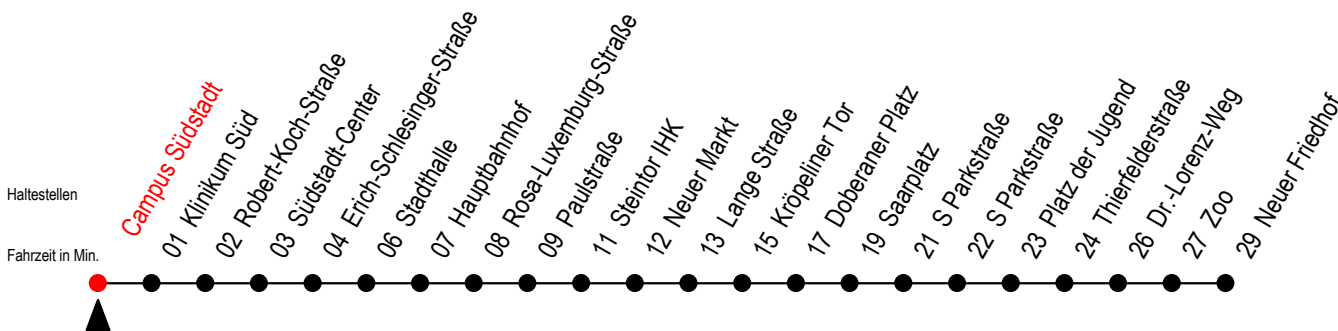 Haltestellen
Fahrzeit in Min.
Campus Südstadt
01 Klinikum Süd
02 Robert-Koch-Straße
03 Südstadt-Center
04 Erich-Schlesinger-Straße
06 Stadthalle
07 Hauptbahnhof
08 Rosa-Luxemburg-Straße
09 Paulstraße
11 Steintor IHK
12 Neuer Markt
13 Lange Straße
15 Kröpeliner Tor
17 Doberaner Platz
19 Saarplatz
21 S Parkstraße
22 S Parkstraße
23 Platz der Jugend
24 Thierfelderstraße
26 Dr.-Lorenz-Weg
27 Zoo
29 Neuer Friedhof